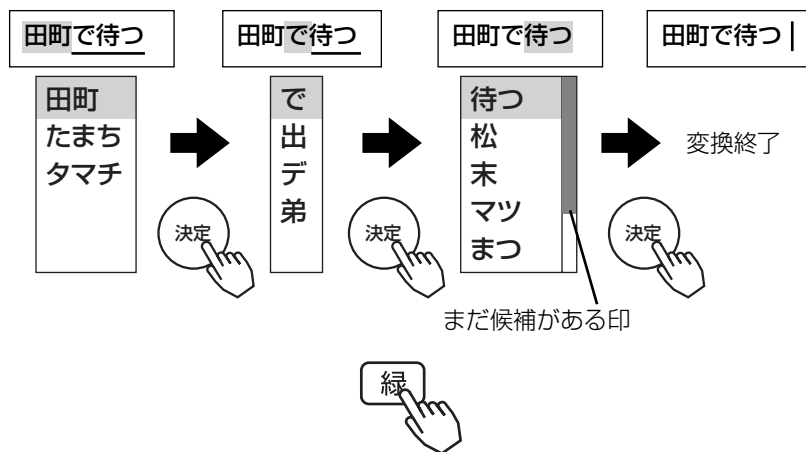 田町で待つ
田町で待つ
田町で待つ
田町で待つ
田町
たまち
タマチ
決定
で
出
デ
弟
決定
待つ
松
末
マツ
まつ
決定
変換終了
まだ候補がある印
緑